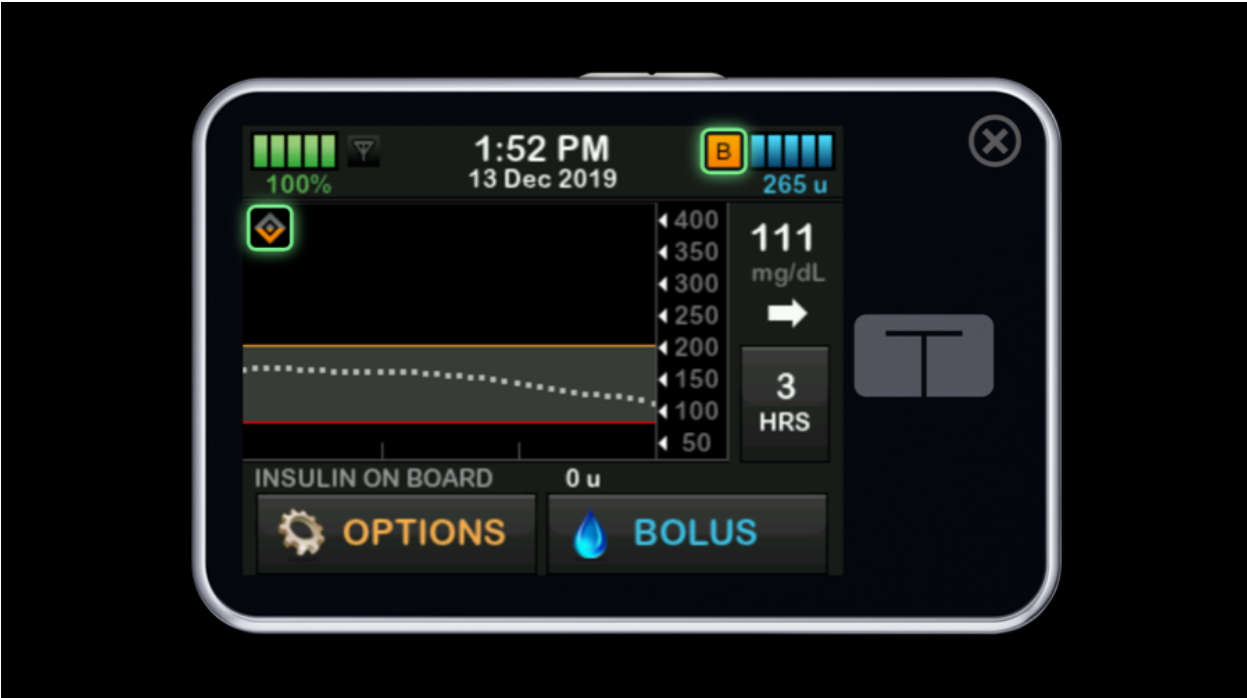 100%
1:52 PM
13 Dec 2019
B
265 u
400
350
300
250
200
150
100
50
111
mg/dL
3
HRS
INSULIN ON BOARD 0 u
OPTIONS
BOLUS